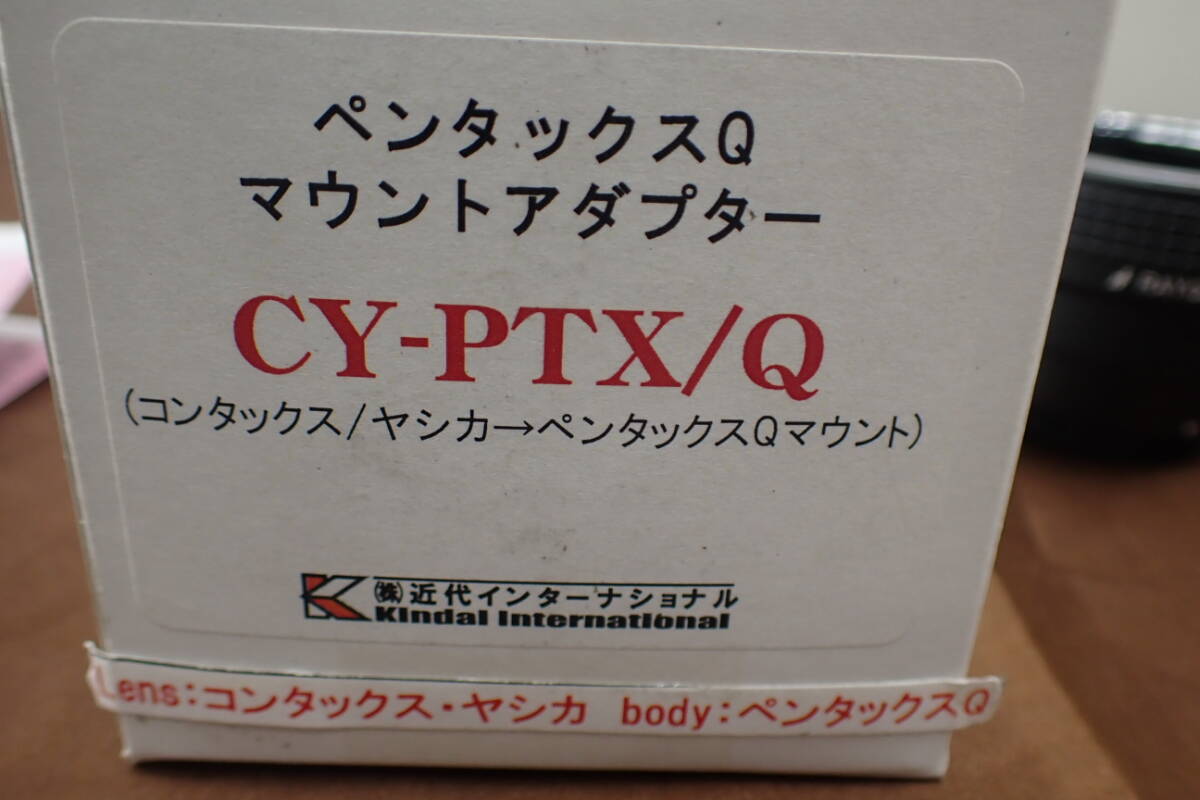 ペンタックスQ
マウントアダプター
CY-PTX/Q
(コンタックス/ヤシカ→ペンタックスQマウント)
㈱近代インターナショナル
Kindai International
Lens:コンタックス・ヤシカ body:ペンタックスQ